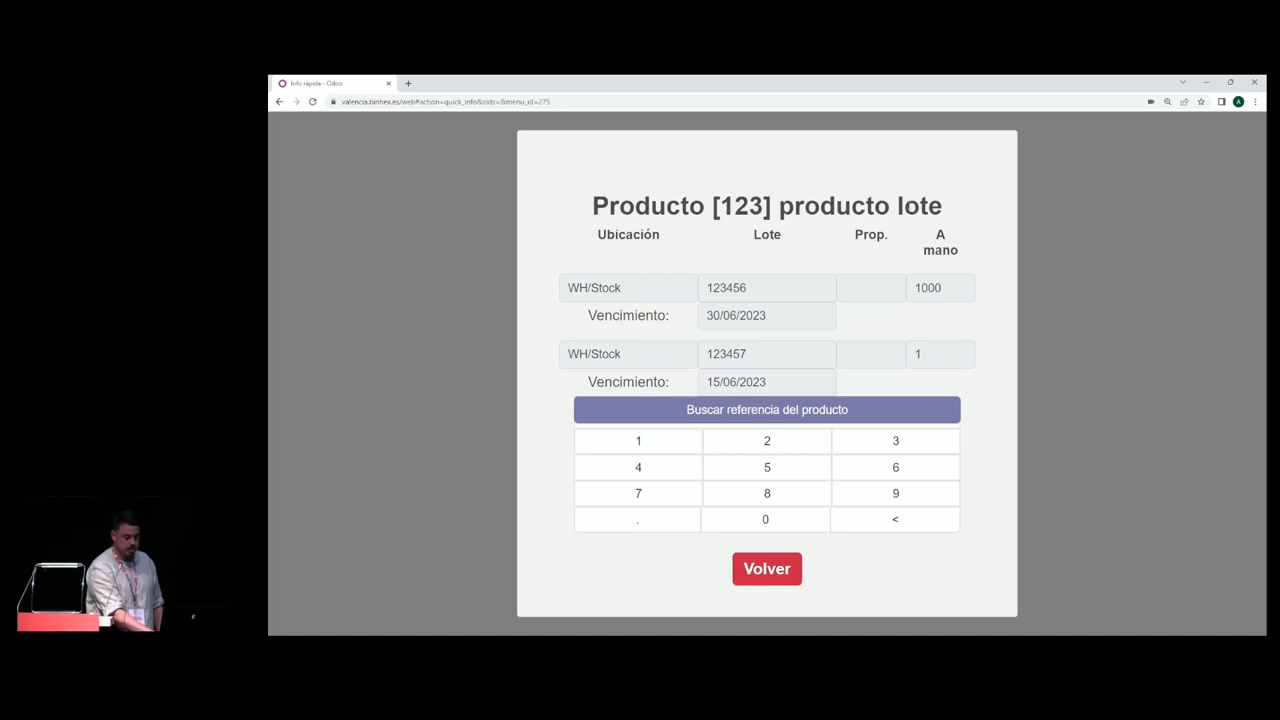 Info rápida - Odoo
valencia.binhex.es/web#action=quick_info&cids=&menu_id=275
A
Producto [123] producto lote
Ubicación Lote Prop. A mano
WH/Stock 123456 1000
Vencimiento: 30/06/2023
WH/Stock 123457 1
Vencimiento: 15/06/2023
Buscar referencia del producto
1 2 3
4 5 6
7 8 9
. 0 <
Volver